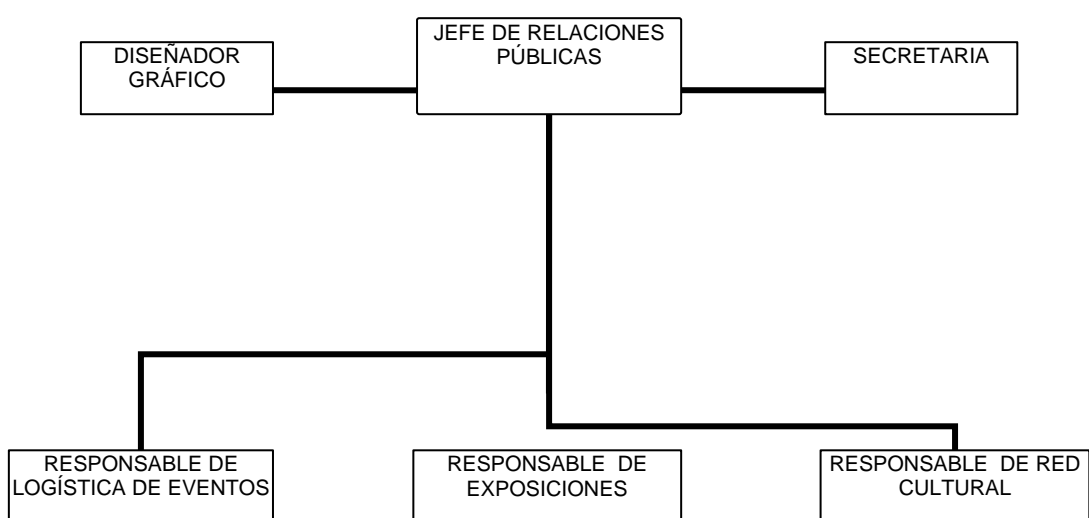 DISEÑADOR
GRÁFICO
JEFE DE RELACIONES
PÚBLICAS
SECRETARIA
RESPONSABLE DE
LOGÍSTICA DE EVENTOS
RESPONSABLE DE
EXPOSICIONES
RESPONSABLE DE RED
CULTURAL